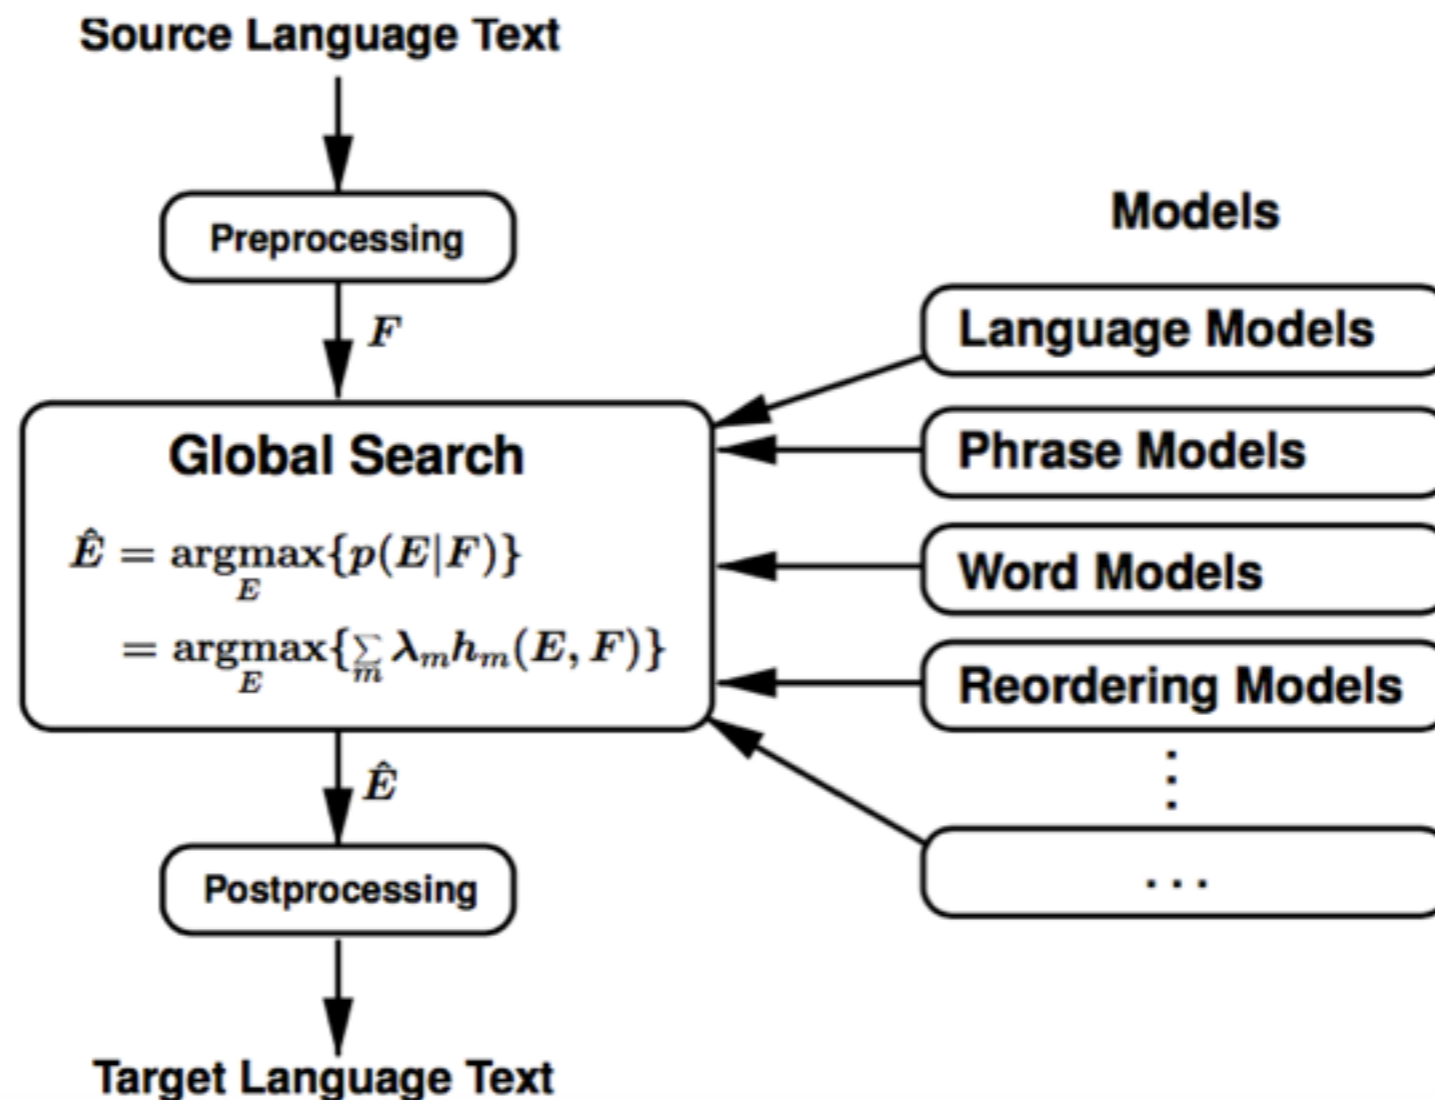 Source Language Text
Preprocessing
F
Models
Language Models
Phrase Models
Word Models
Reordering Models
⋮
. . .
Global Search
Ê = argmax{p(E|F)}
E
= argmax{∑ λₘhₘ(E, F)}
E m
Ê
Postprocessing
Target Language Text